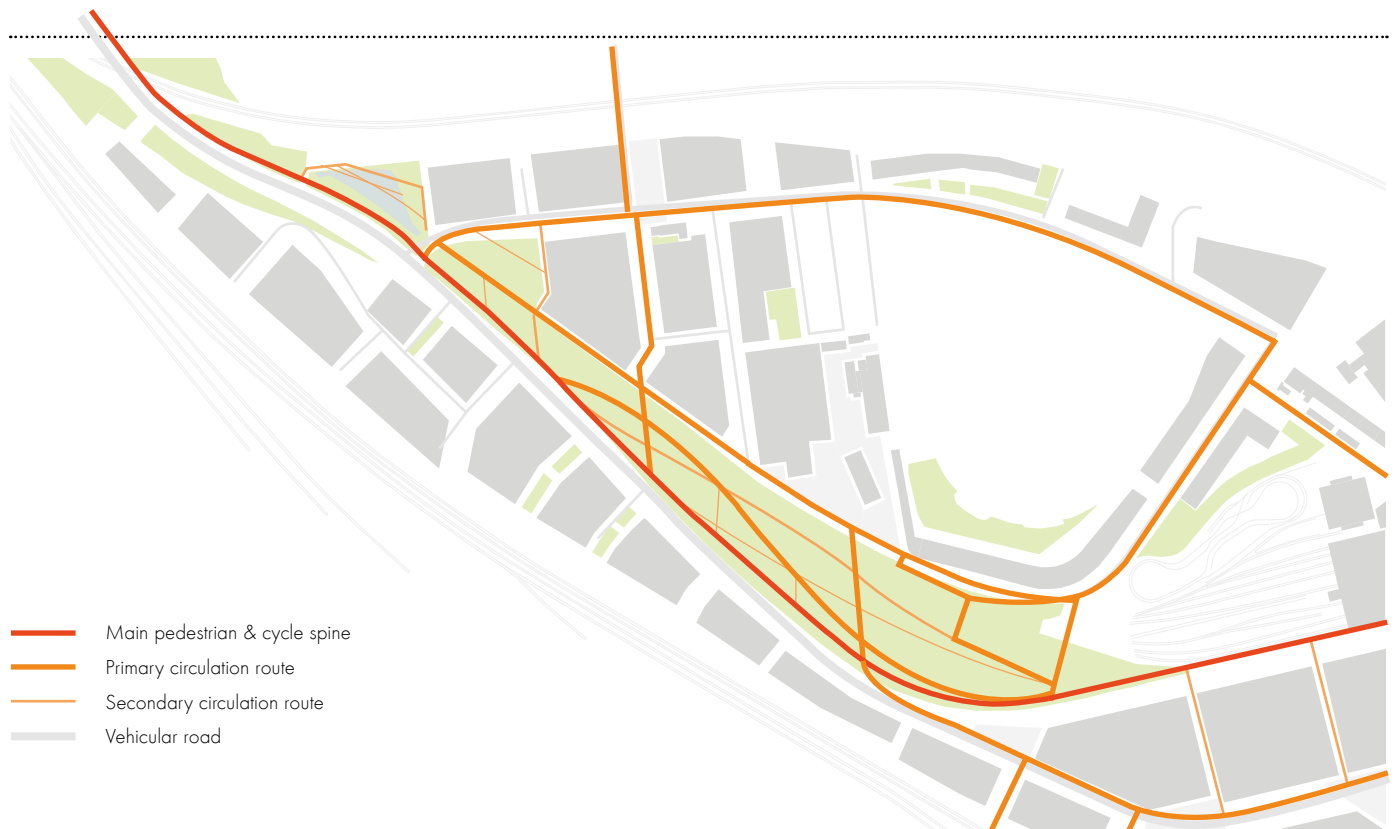 Main pedestrian & cycle spine
Primary circulation route
Secondary circulation route
Vehicular road